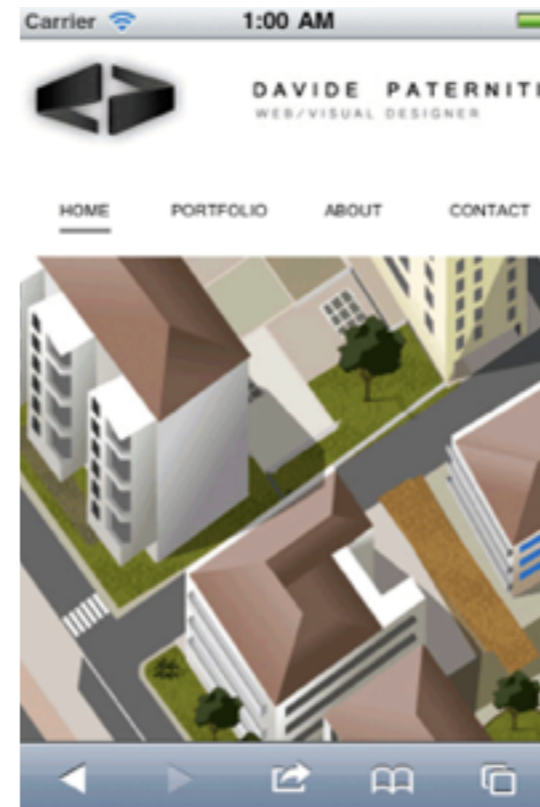 Carrier 1:00 AM
DAVIDE PATERNITI
WEB/VISUAL DESIGNER
HOME PORTFOLIO ABOUT CONTACT